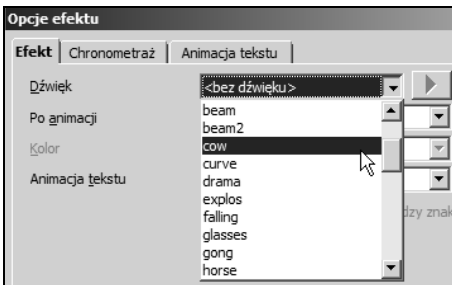 Opcje efektu
Efekt Chronometraż Animacja tekstu
Dźwięk <bez dźwięku>
Po animacji
Kolor
Animacja tekstu
beam
beam2
cow
curve
drama
explos
falling
glasses
gong
horse